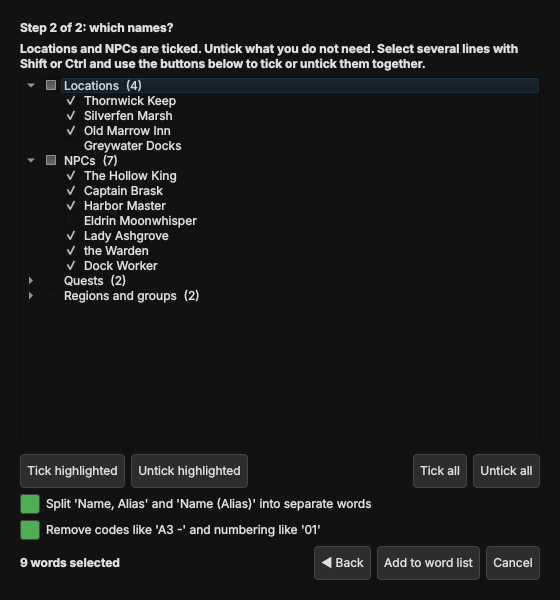 Step 2 of 2: which names?
Locations and NPCs are ticked. Untick what you do not need. Select several lines with
Shift or Ctrl and use the buttons below to tick or untick them together.
Locations (4)
Thornwick Keep
Silverfen Marsh
Old Marrow Inn
Greywater Docks
NPCs (7)
The Hollow King
Captain Brask
Harbor Master
Eldrin Moonwhisper
Lady Ashgrove
the Warden
Dock Worker
Quests (2)
Regions and groups (2)
Tick highlighted Untick highlighted Tick all Untick all
Split 'Name, Alias' and 'Name (Alias)' into separate words
Remove codes like 'A3 -' and numbering like '01'
9 words selected ◀ Back Add to word list Cancel